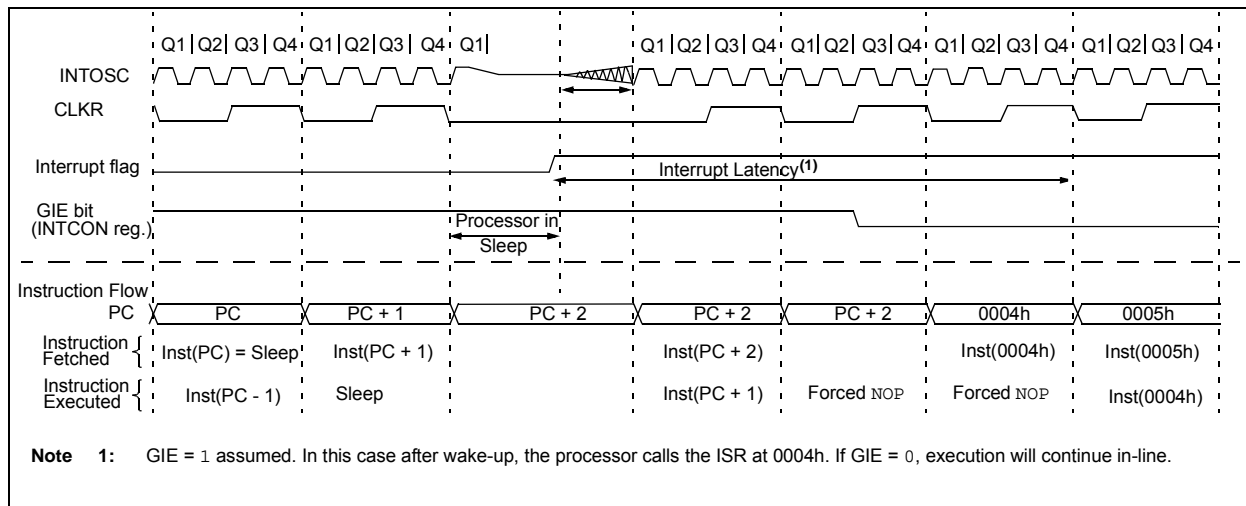 Q1 | Q2 | Q3 | Q4 | Q1 | Q2 | Q3 | Q4 | Q1 | Q1 | Q2 | Q3 | Q4 | Q1 | Q2 | Q3 | Q4 | Q1 | Q2 | Q3 | Q4 | Q1 | Q2 | Q3 | Q4
INTOSC
CLKR
Interrupt flag
Interrupt Latency(1)
GIE bit
(INTCON reg.)
Processor in
Sleep
Instruction Flow
PC PC PC + 1 PC + 2 PC + 2 PC + 2 0004h 0005h
Instruction
Fetched { Inst(PC) = Sleep Inst(PC + 1) Inst(PC + 2) Inst(0004h) Inst(0005h)
Instruction
Executed { Inst(PC - 1) Sleep Inst(PC + 1) Forced NOP Forced NOP Inst(0004h)
Note 1: GIE = 1 assumed. In this case after wake-up, the processor calls the ISR at 0004h. If GIE = 0, execution will continue in-line.